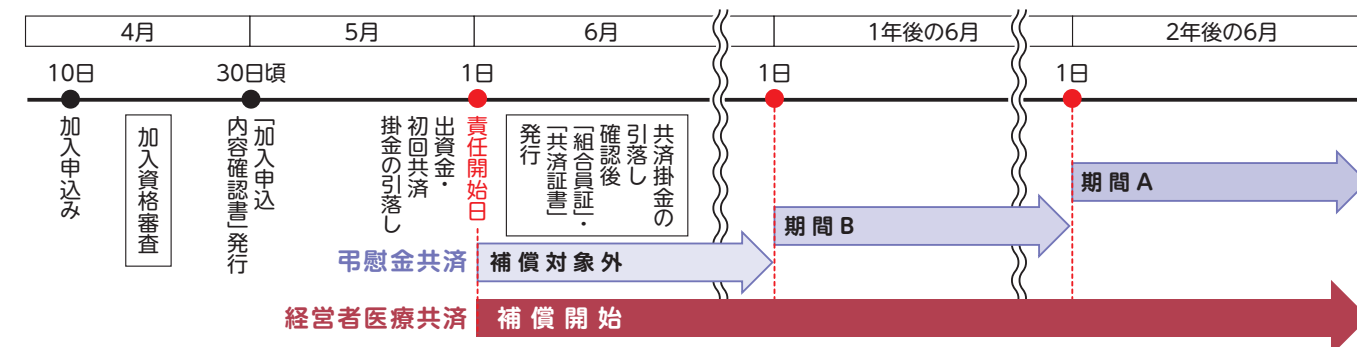 4月
5月
6月
1年後の6月
2年後の6月
10日
30日頃
1日
1日
1日
加入申込み
加入資格審査
「加入申込
内容確認書」発行
出資金・
初回共済
掛金の引落し
責任開始日
共済掛金の
引落し
確認後
「組合員証」・
「共済証書」
発行
期間A
期間B
弔慰金共済
補償対象外
経営者医療共済
補償開始